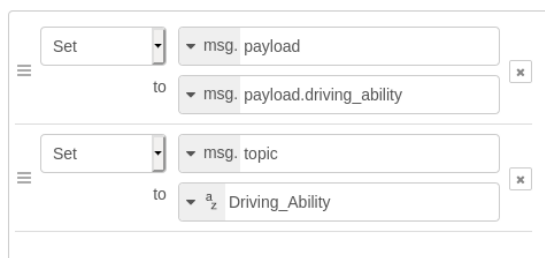 Set msg. payload
to msg. payload.driving_ability
Set msg. topic
to az Driving_Ability